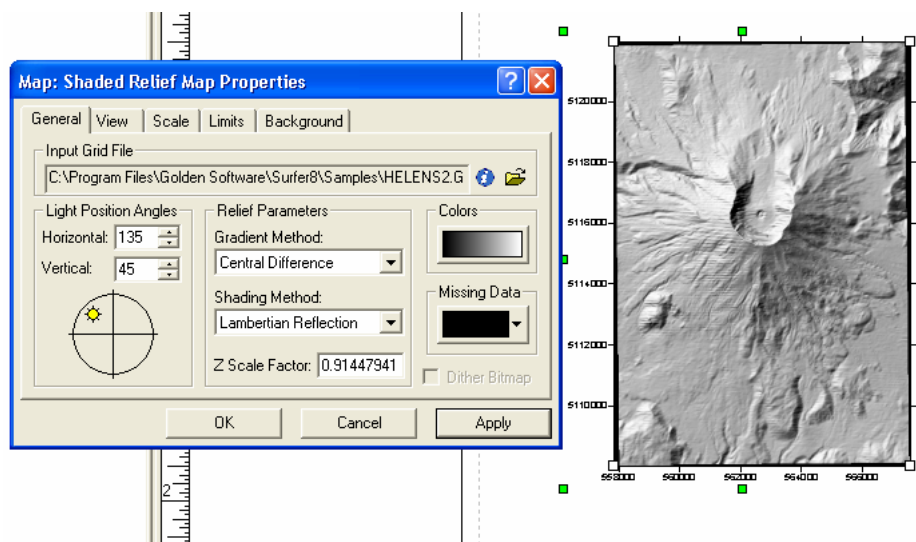 Map: Shaded Relief Map Properties
General View Scale Limits Background
Input Grid File
C:\Program Files\Golden Software\Surfer8\Samples\HELENS2.G
Light Position Angles
Horizontal: 135
Vertical: 45
Relief Parameters
Gradient Method:
Central Difference
Shading Method:
Lambertian Reflection
Z Scale Factor: 0.91447941
Colors
Missing Data
Dither Bitmap
OK Cancel Apply
2
5120000
5118000
5116000
5114000
5112000
5110000
558000 560000 562000 564000 566000